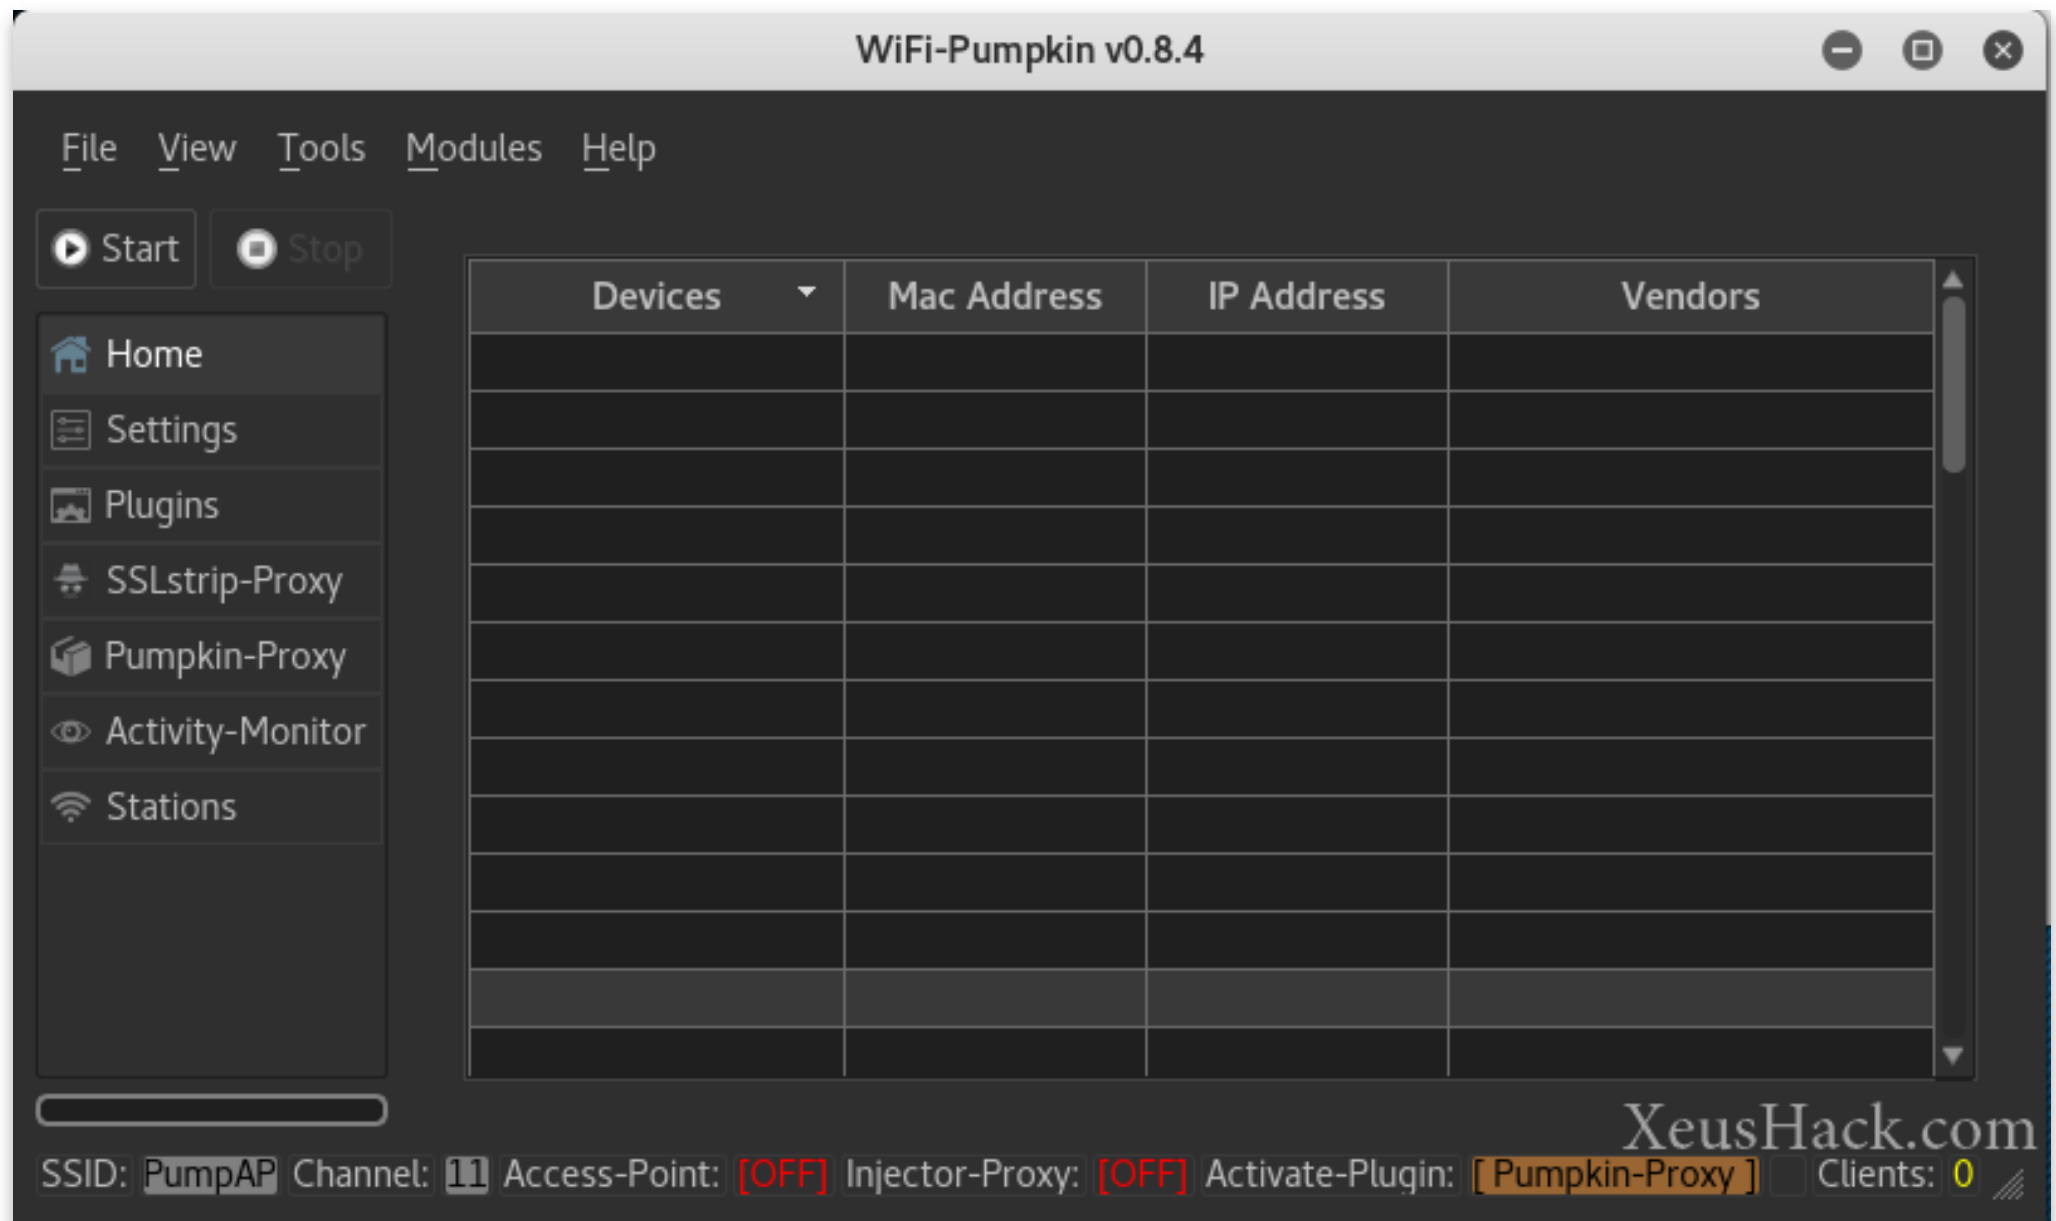 WiFi-Pumpkin v0.8.4
File View Tools Modules Help
Start Stop
Devices Mac Address IP Address Vendors
Home
Settings
Plugins
SSLstrip-Proxy
Pumpkin-Proxy
Activity-Monitor
Stations
XeusHack.com
SSID: PumpAP Channel: 11 Access-Point: [OFF] Injector-Proxy: [OFF] Activate-Plugin: [ Pumpkin-Proxy ] Clients: 0